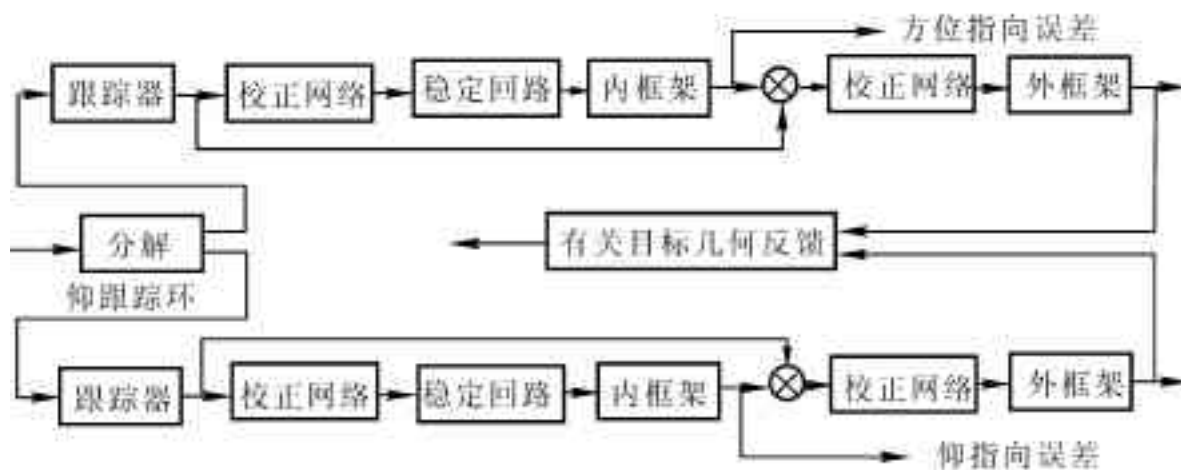 方位指向误差
跟踪器
校正网络
稳定回路
内框架
校正网络
外框架
分解
有关目标几何反馈
仰跟踪环
跟踪器
校正网络
稳定回路
内框架
校正网络
外框架
仰指向误差